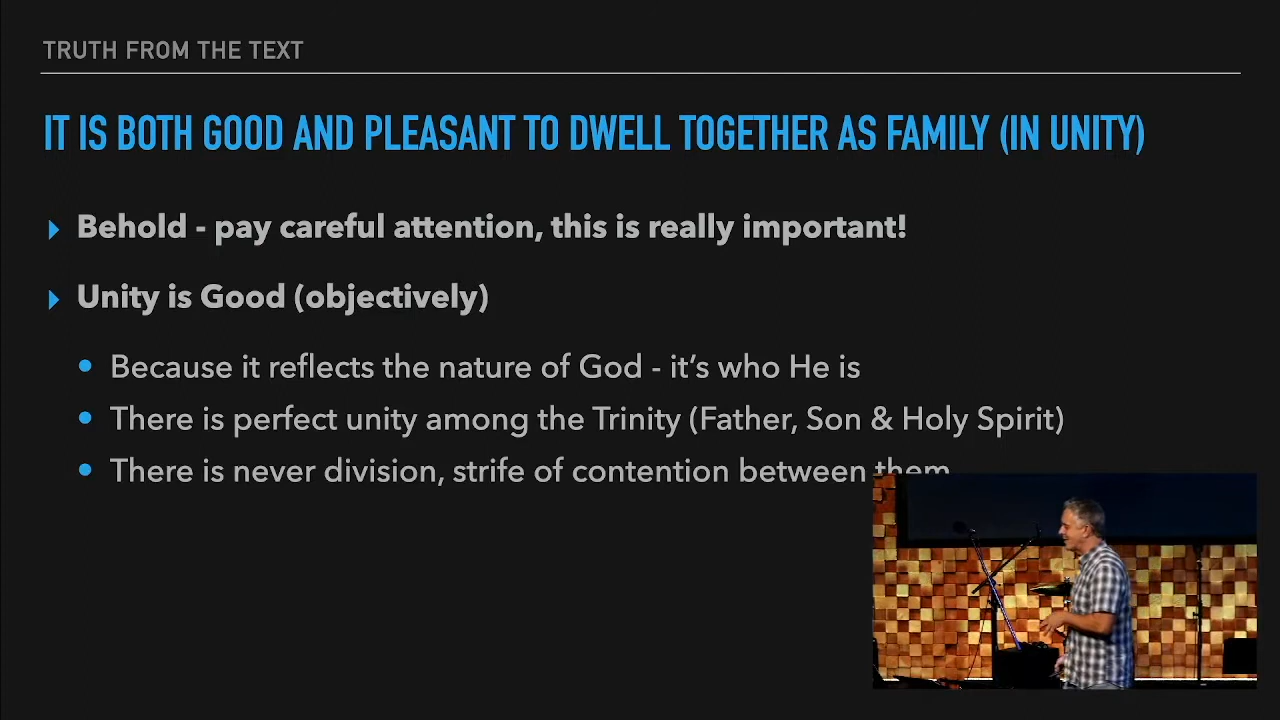 TRUTH FROM THE TEXT
IT IS BOTH GOOD AND PLEASANT TO DWELL TOGETHER AS FAMILY (IN UNITY)
Behold - pay careful attention, this is really important!
Unity is Good (objectively)
Because it reflects the nature of God - it's who He is
There is perfect unity among the Trinity (Father, Son & Holy Spirit)
There is never division, strife of contention between them